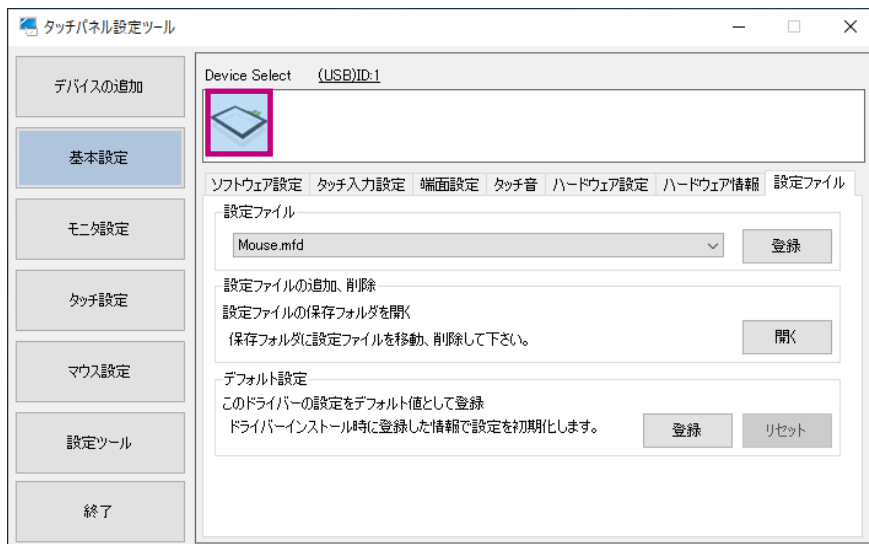 タッチパネル設定ツール
デバイスの追加
基本設定
モニタ設定
タッチ設定
マウス設定
設定ツール
終了
Device Select (USB)ID:1
ソフトウェア設定 タッチ入力設定 端面設定 タッチ音 ハードウェア設定 ハードウェア情報 設定ファイル
設定ファイル
Mouse.mfd 登録
設定ファイルの追加、削除
設定ファイルの保存フォルダを開く
保存フォルダに設定ファイルを移動、削除して下さい。 開く
デフォルト設定
このドライバーの設定をデフォルト値として登録
ドライバーインストール時に登録した情報で設定を初期化します。 登録 リセット